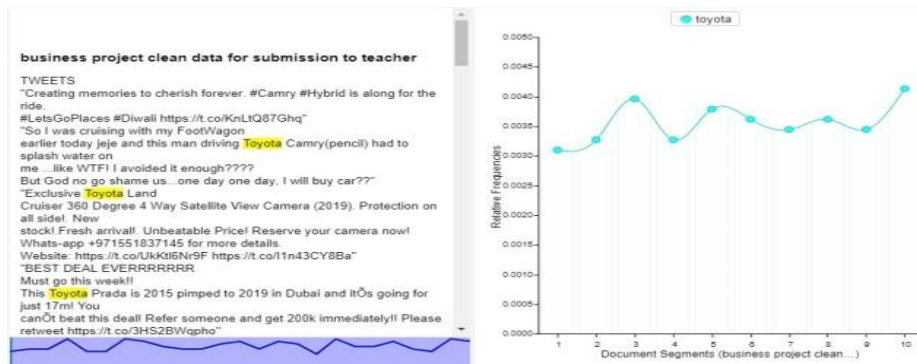 business project clean data for submission to teacher
TWEETS
"Creating memories to cherish forever. #Camry #Hybrid is along for the
ride.
#LetsGoPlaces #Diwali https://t.co/KnLtQ87Ghq"
"So I was cruising with my FootWagon
earlier today jeje and this man driving Toyota Camry(pencil) had to
splash water on
me ...like WTF! I avoided it enough????
But God no go shame us...one day one day, I will buy car??"
"Exclusive Toyota Land
Cruiser 360 Degree 4 Way Satellite View Camera (2019). Protection on
all side!. New
stock!.Fresh arrival!. Unbeatable Price! Reserve your camera now!
Whats-app +971551837145 for more details.
Website: https://t.co/UkKtl6Nr9F https://t.co/I1n43CY8Ba"
"BEST DEAL EVERRRRRRR
Must go this week!!
This Toyota Prada is 2015 pimped to 2019 in Dubai and itÕs going for
just 17m! You
canÕt beat this deal! Refer someone and get 200k immediately!! Please
retweet https://t.co/3HS2BWqpho"
toyota
0.0050
0.0045
0.0040
0.0035
0.0030
0.0025
0.0020
0.0015
0.0010
0.0005
0.0000
Relative Frequencies
1 2 3 4 5 6 7 8 9 10
Document Segments (business project clean...)